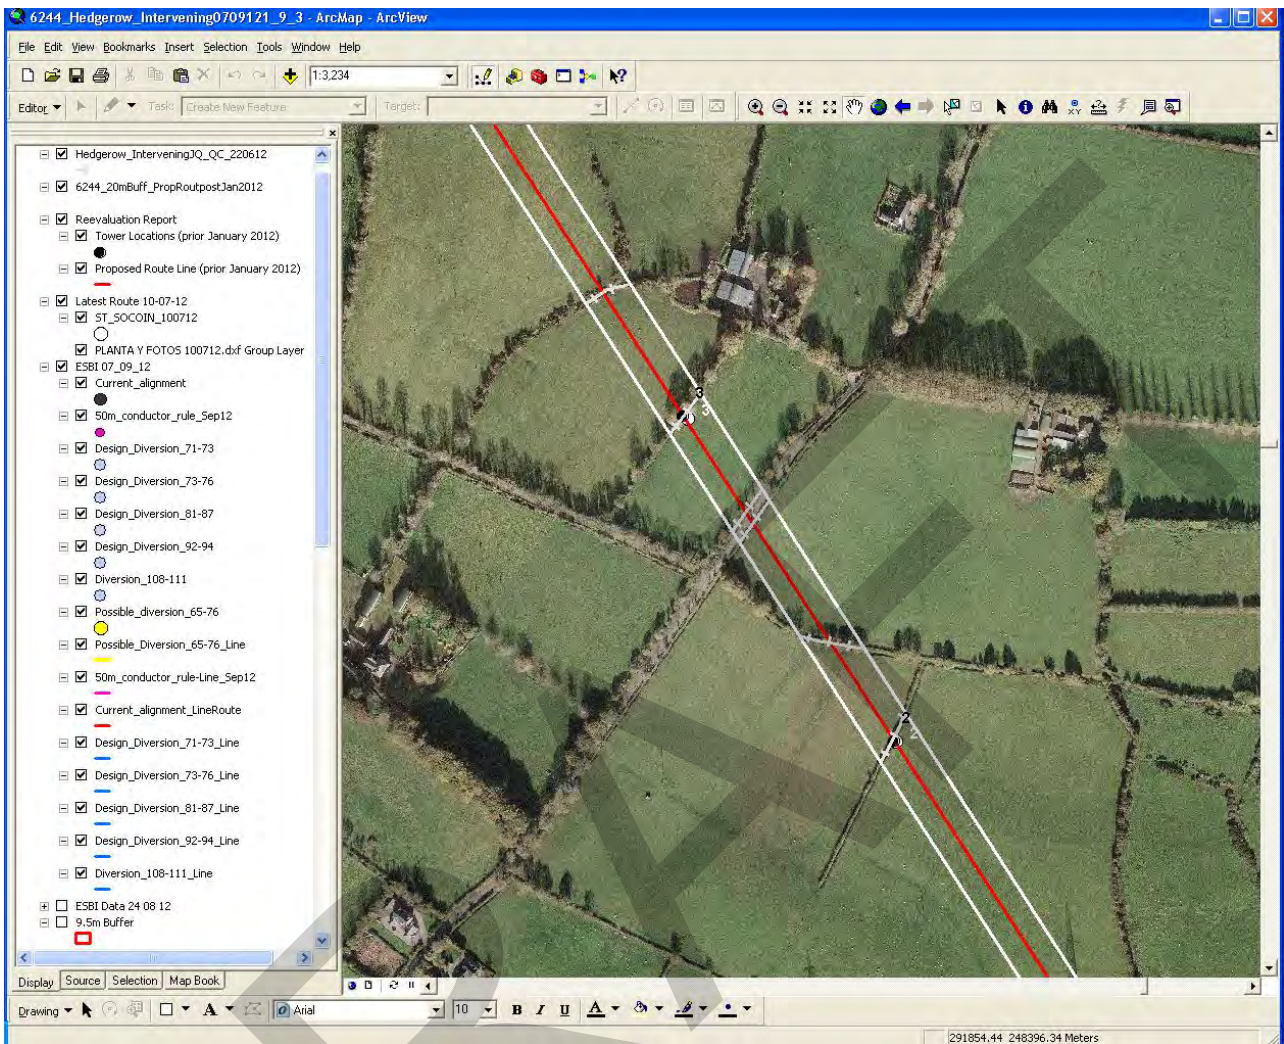 6244_Hedgerow_Intervening0709121_9_3 - ArcMap - ArcView
File Edit View Bookmarks Insert Selection Tools Window Help
1:3,234
Editor Task: Create New Feature Target:
Hedgerow_InterveningJQ_QC_220612
6244_20mBuff_PropRoutpostJan2012
Reevaluation Report
Tower Locations (prior January 2012)
Proposed Route Line (prior January 2012)
Latest Route 10-07-12
ST_SOCOIN_100712
PLANTA Y FOTOS 100712.dxf Group Layer
ESBI 07_09_12
Current_alignment
50m_conductor_rule_Sep12
Design_Diversion_71-73
Design_Diversion_73-76
Design_Diversion_81-87
Design_Diversion_92-94
Diversion_108-111
Possible_diversion_65-76
Possible_Diversion_65-76_Line
50m_conductor_rule-Line_Sep12
Current_alignment_LineRoute
Design_Diversion_71-73_Line
Design_Diversion_73-76_Line
Design_Diversion_81-87_Line
Design_Diversion_92-94_Line
Diversion_108-111_Line
ESBI Data 24 08 12
9.5m Buffer
3
3
2
2
Display Source Selection Map Book
Drawing A Arial 10 B I U A
291854.44 248396.34 Meters
DRAFT